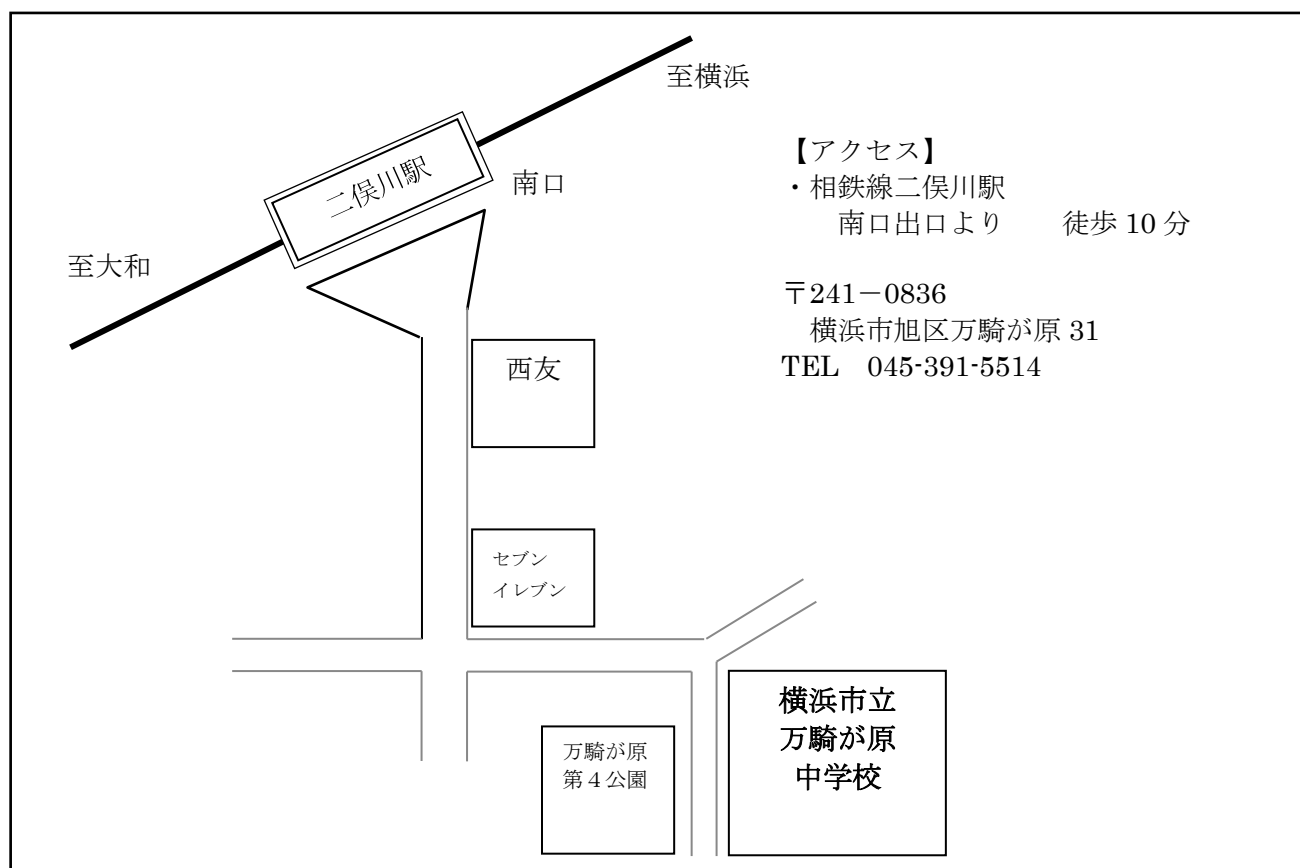 至横浜
二俣川駅
南口
至大和
西友
セブン
イレブン
万騎が原
第４公園
横浜市立
万騎が原
中学校
【アクセス】
・相鉄線二俣川駅
南口出口より　　徒歩 10 分
〒241－0836
横浜市旭区万騎が原 31
TEL　045-391-5514